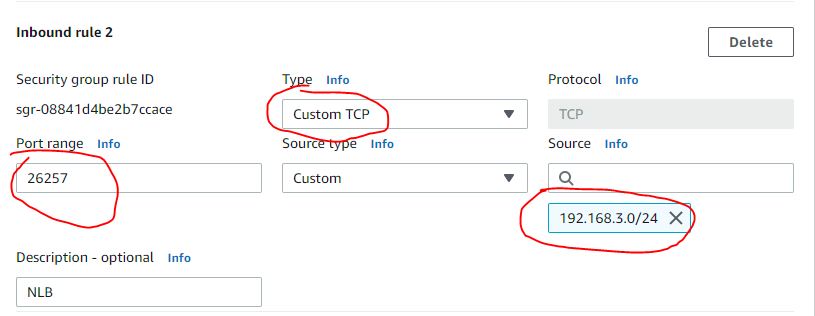 Inbound rule 2
Delete
Security group rule ID
Type Info
Protocol Info
sgr-08841d4be2b7ccace
Custom TCP
TCP
Port range Info
Source type Info
Source Info
26257
Custom
192.168.3.0/24
Description - optional Info
NLB